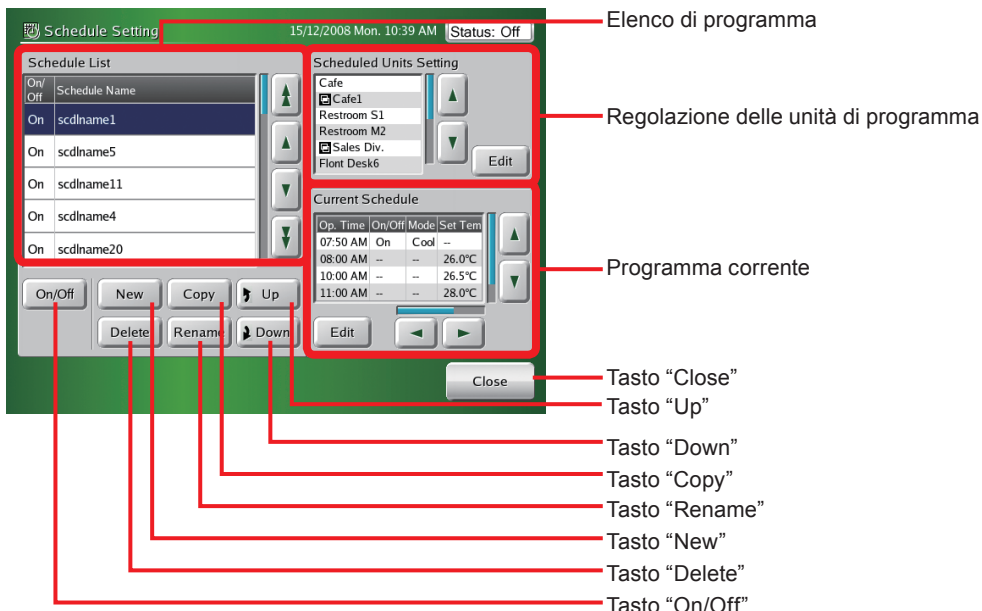 Schedule Setting 15/12/2008 Mon. 10:39 AM Status: Off
Schedule List
On/Off Schedule Name
On scdlname1
On scdlname5
On scdlname11
On scdlname4
On scdlname20
Scheduled Units Setting
Cafe
Cafe1
Restroom S1
Restroom M2
Sales Div.
Flont Desk6
Edit
Current Schedule
Op. Time On/Off Mode Set Tem
07:50 AM On Cool --
08:00 AM -- -- 26.0°C
10:00 AM -- -- 26.5°C
11:00 AM -- -- 28.0°C
Edit
On/Off New Copy Up
Delete Rename Down
Close
Elenco di programma
Regolazione delle unità di programma
Programma corrente
Tasto “Close”
Tasto “Up”
Tasto “Down”
Tasto “Copy”
Tasto “Rename”
Tasto “New”
Tasto “Delete”
Tasto “On/Off”